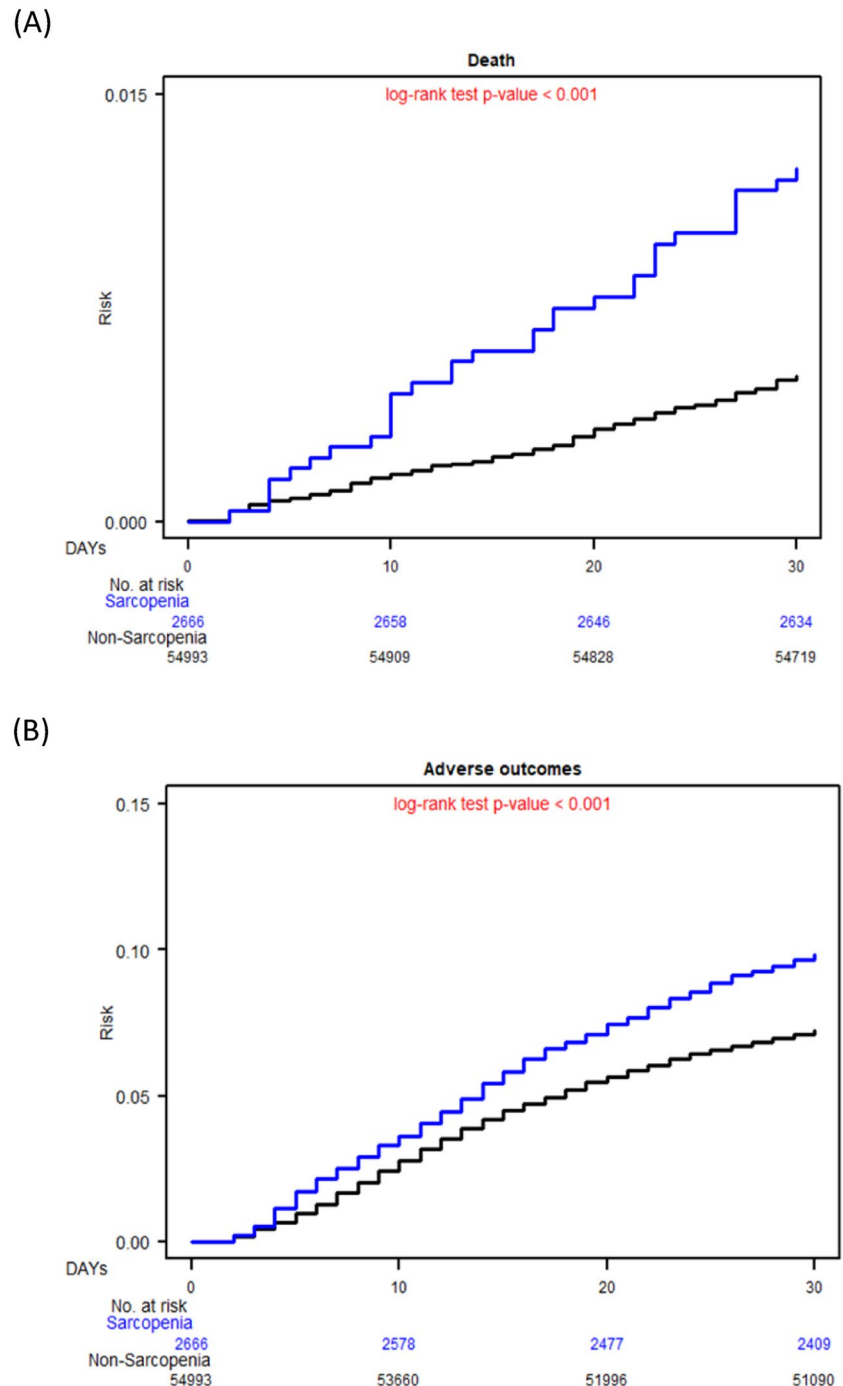 (A)
Death
log-rank test p-value < 0.001
0.015
Risk
0.000
DAYs
0 10 20 30
No. at risk
Sarcopenia
2666 2658 2646 2634
Non-Sarcopenia
54993 54909 54828 54719
(B)
Adverse outcomes
log-rank test p-value < 0.001
0.15
0.10
Risk
0.05
0.00
DAYs
0 10 20 30
No. at risk
Sarcopenia
2666 2578 2477 2409
Non-Sarcopenia
54993 53660 51996 51090